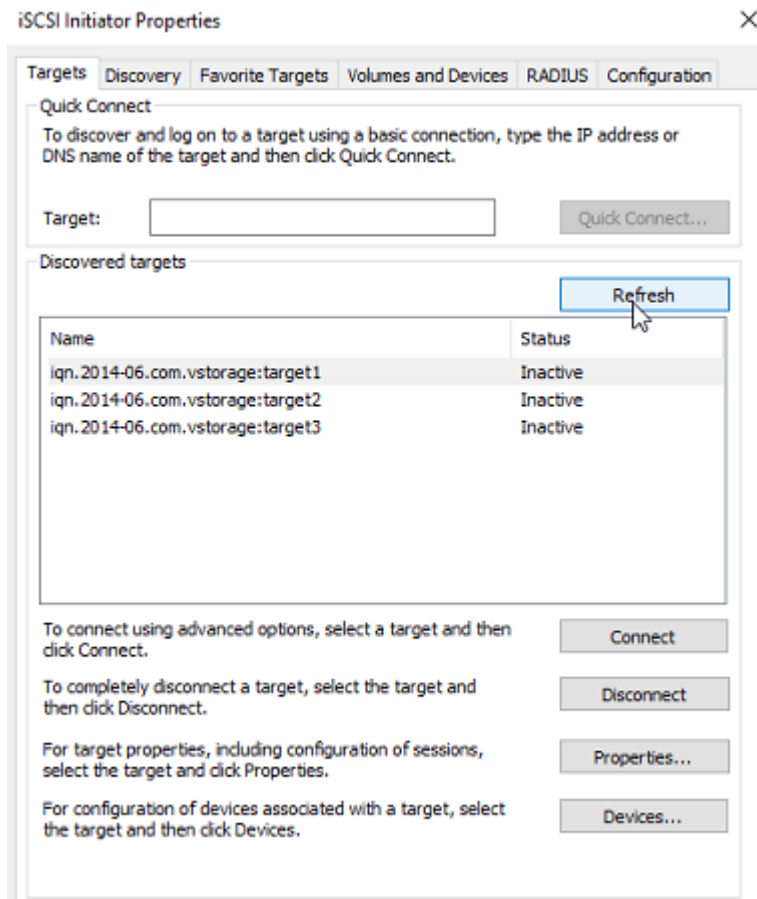 iSCSI Initiator Properties
Targets Discovery Favorite Targets Volumes and Devices RADIUS Configuration
Quick Connect
To discover and log on to a target using a basic connection, type the IP address or
DNS name of the target and then click Quick Connect.
Target:
Quick Connect...
Discovered targets
Refresh
Name Status
iqn.2014-06.com.vstorage:target1 Inactive
iqn.2014-06.com.vstorage:target2 Inactive
iqn.2014-06.com.vstorage:target3 Inactive
To connect using advanced options, select a target and then
click Connect.
Connect
To completely disconnect a target, select the target and
then click Disconnect.
Disconnect
For target properties, including configuration of sessions,
select the target and click Properties.
Properties...
For configuration of devices associated with a target, select
the target and then click Devices.
Devices...